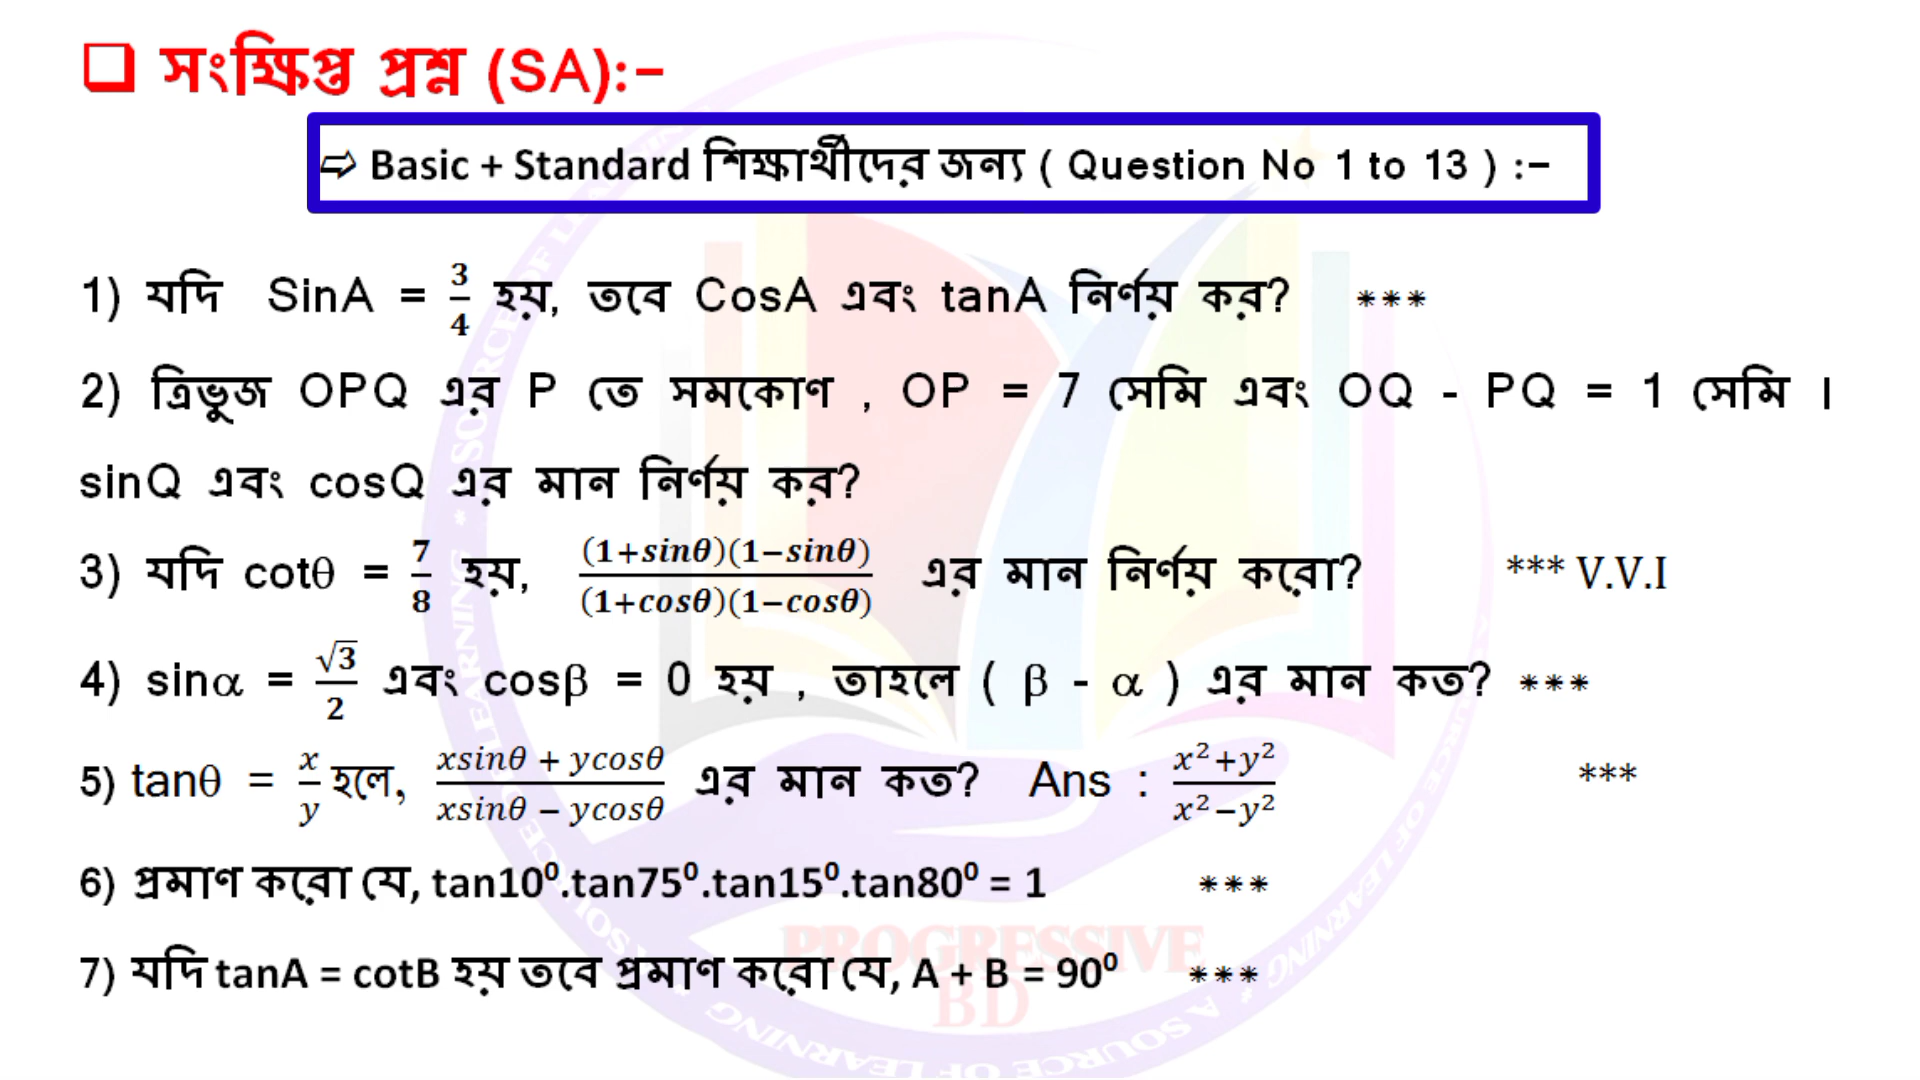 ❑ সংক্ষিপ্ত প্রশ্ন (SA):-
⇨ Basic + Standard শিক্ষার্থীদের জন্য ( Question No 1 to 13 ) :-
1) যদি SinA = 3/4 হয়, তবে CosA এবং tanA নির্ণয় কর? ***
2) ত্রিভুজ OPQ এর P তে সমকোণ , OP = 7 সেমি এবং OQ - PQ = 1 সেমি ।
sinQ এবং cosQ এর মান নির্ণয় কর?
3) যদি cotθ = 7/8 হয়, (1+sinθ)(1−sinθ)/(1+cosθ)(1−cosθ) এর মান নির্ণয় করো? *** V.V.I
4) sinα = √3/2 এবং cosβ = 0 হয় , তাহলে ( β - α ) এর মান কত? ***
5) tanθ = x/y হলে, xsinθ + ycosθ/xsinθ − ycosθ এর মান কত? Ans : x²+y²/x²−y² ***
6) প্রমাণ করো যে, tan10⁰.tan75⁰.tan15⁰.tan80⁰ = 1 ***
7) যদি tanA = cotB হয় তবে প্রমাণ করো যে, A + B = 90⁰ ***
PROGRESSIVE
BD